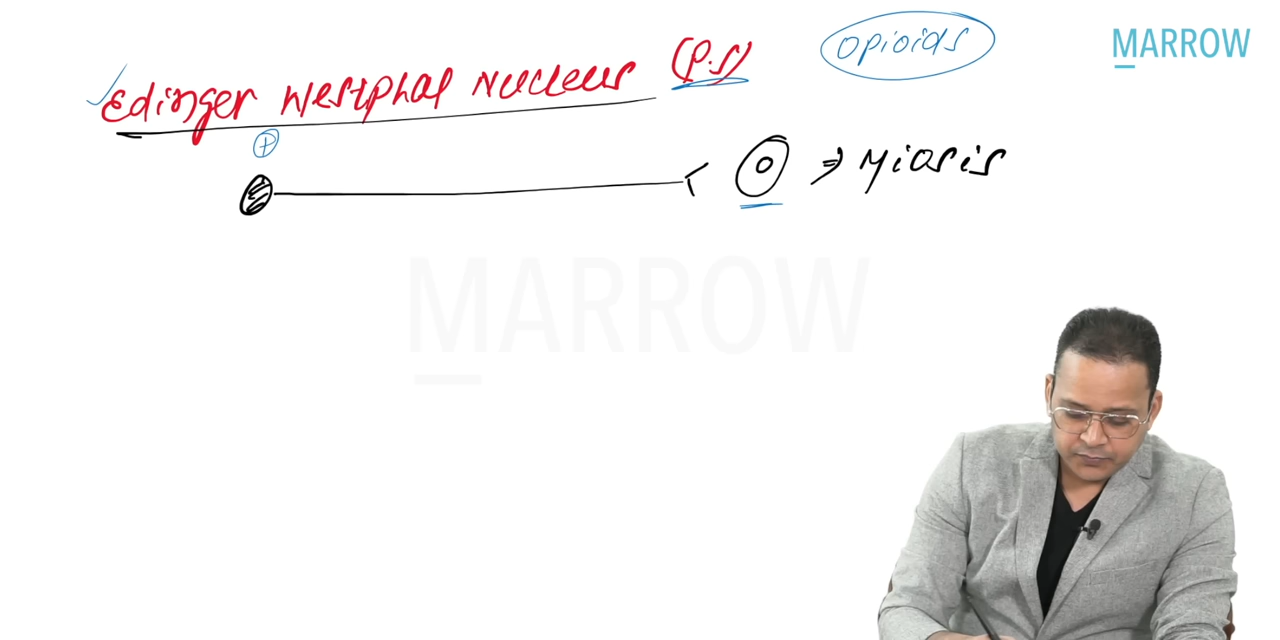 Edinger Westphal Nucleus (P.S) Opioids
MARROW
+
⇒ Miosis
MARROW